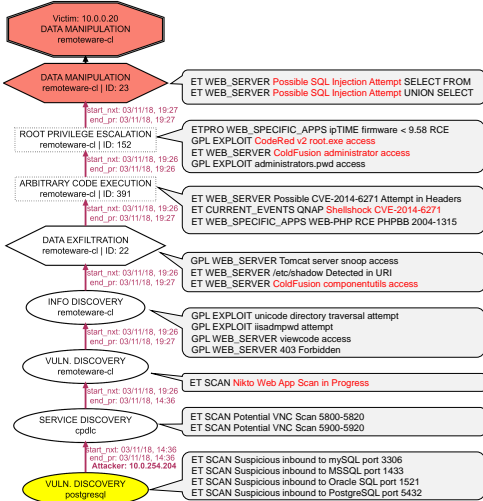 Victim: 10.0.0.20
DATA MANIPULATION
remoteware-cl
DATA MANIPULATION
remoteware-cl | ID: 23
ET WEB_SERVER Possible SQL Injection Attempt SELECT FROM
ET WEB_SERVER Possible SQL Injection Attempt UNION SELECT
start_nxt: 03/11/18, 19:27
end_pr: 03/11/18, 19:27
ROOT PRIVILEGE ESCALATION
remoteware-cl | ID: 152
ETPRO WEB_SPECIFIC_APPS ipTIME firmware < 9.58 RCE
GPL EXPLOIT CodeRed v2 root.exe access
ET WEB_SERVER ColdFusion administrator access
GPL EXPLOIT administrators.pwd access
start_nxt: 03/11/18, 19:26
end_pr: 03/11/18, 19:27
ARBITRARY CODE EXECUTION
remoteware-cl | ID: 391
ET WEB_SERVER Possible CVE-2014-6271 Attempt in Headers
ET CURRENT_EVENTS QNAP Shellshock CVE-2014-6271
ET WEB_SPECIFIC_APPS WEB-PHP RCE PHPBB 2004-1315
start_nxt: 03/11/18, 19:26
end_pr: 03/11/18, 19:27
DATA EXFILTRATION
remoteware-cl | ID: 22
GPL WEB_SERVER Tomcat server snoop access
ET WEB_SERVER /etc/shadow Detected in URI
ET WEB_SERVER ColdFusion componentutils access
start_nxt: 03/11/18, 19:26
end_pr: 03/11/18, 19:27
INFO DISCOVERY
remoteware-cl
GPL EXPLOIT unicode directory traversal attempt
GPL EXPLOIT iisadmpwd attempt
GPL WEB_SERVER viewcode access
GPL WEB_SERVER 403 Forbidden
start_nxt: 03/11/18, 19:26
end_pr: 03/11/18, 19:27
VULN. DISCOVERY
remoteware-cl
ET SCAN Nikto Web App Scan in Progress
start_nxt: 03/11/18, 19:26
end_pr: 03/11/18, 19:26
SERVICE DISCOVERY
cpdlc
ET SCAN Potential VNC Scan 5800-5820
ET SCAN Potential VNC Scan 5900-5920
start_nxt: 03/11/18, 14:36
end_pr: 03/11/18, 14:36
Attacker: 10.0.254.204
VULN. DISCOVERY
postgresql
ET SCAN Suspicious inbound to mySQL port 3306
ET SCAN Suspicious inbound to MSSQL port 1433
ET SCAN Suspicious inbound to Oracle SQL port 1521
ET SCAN Suspicious inbound to PostgreSQL port 5432